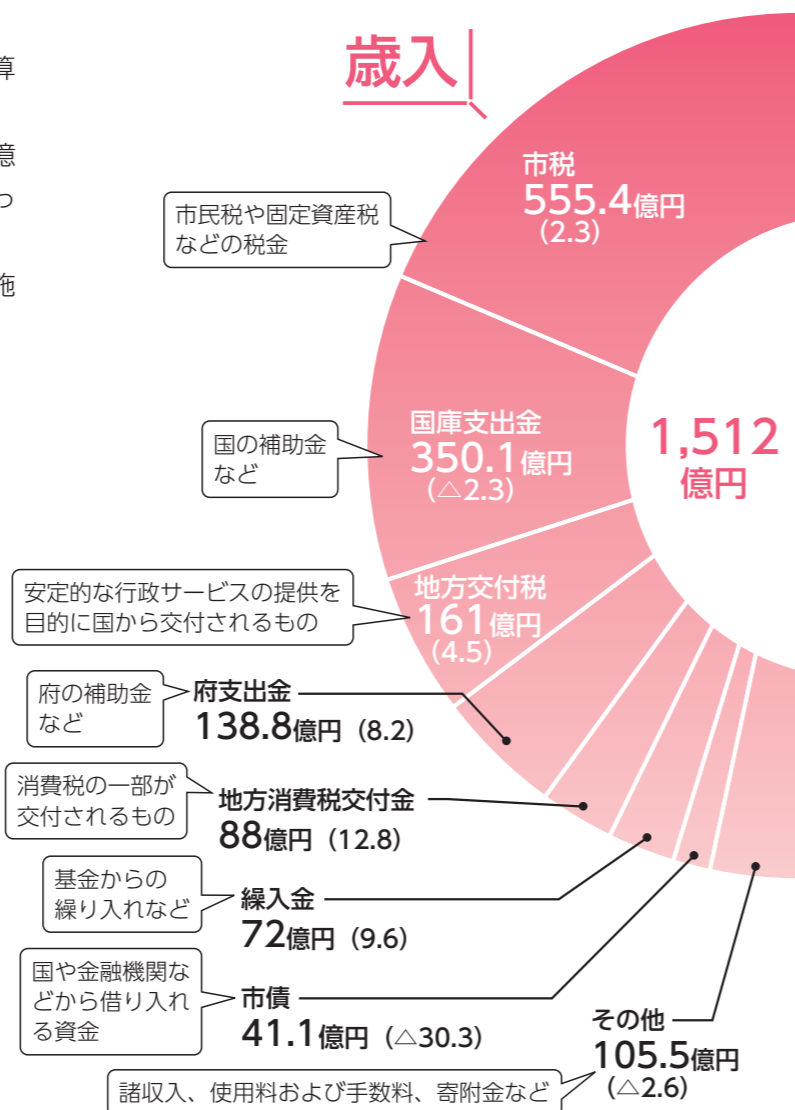 算
億
つ
施
歳入
市税
555.4億円
(2.3)
市民税や固定資産税
などの税金
国庫支出金
350.1億円
(△2.3)
国の補助金
など
1,512
億円
地方交付税
161億円
(4.5)
安定的な行政サービスの提供を
目的に国から交付されるもの
府の補助金
など
府支出金
138.8億円 (8.2)
消費税の一部が
交付されるもの
地方消費税交付金
88億円 (12.8)
基金からの
繰り入れなど
繰入金
72億円 (9.6)
国や金融機関な
どから借り入れ
る資金
市債
41.1億円 (△30.3)
その他
105.5億円
(△2.6)
諸収入、使用料および手数料、寄附金など